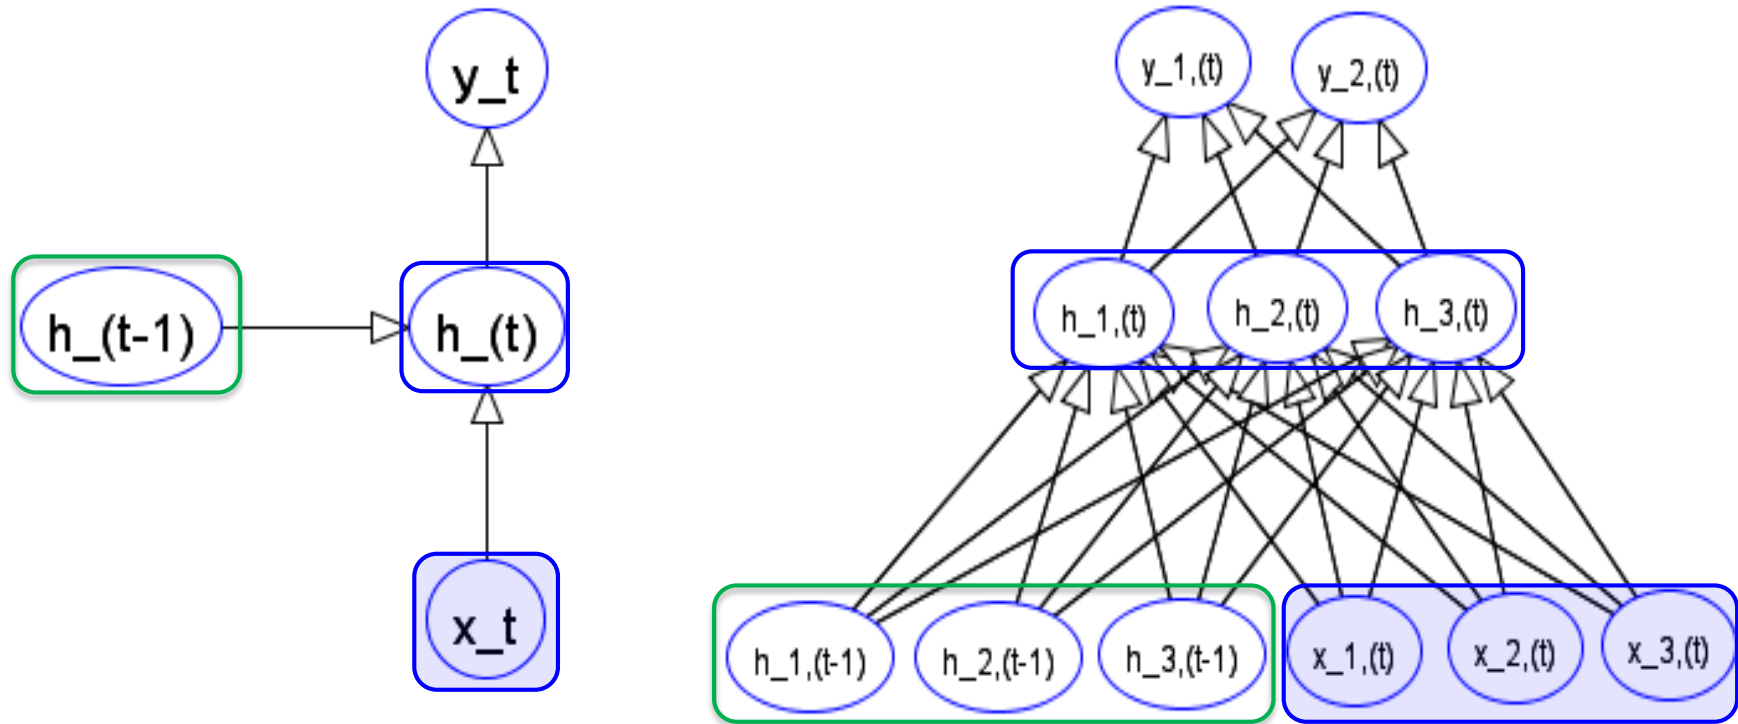 y_t
h_(t-1)
h_(t)
x_t
y_1,(t)
y_2,(t)
h_1,(t)
h_2,(t)
h_3,(t)
h_1,(t-1)
h_2,(t-1)
h_3,(t-1)
x_1,(t)
x_2,(t)
x_3,(t)